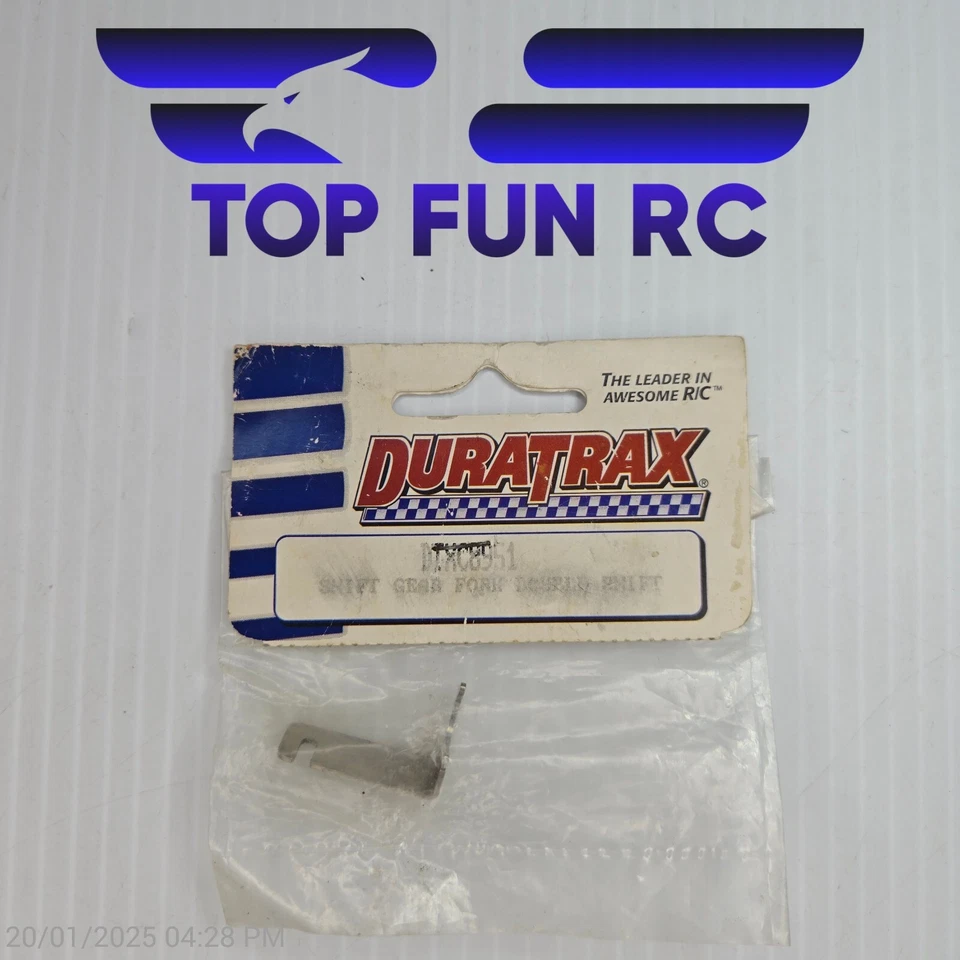 TOP FUN RC
THE LEADER IN
AWESOME R/C™
DURATRAX®
DTXC8951
SHIFT GEAR FORK DOUBLE SHIFT
20/01/2025 04:28 PM